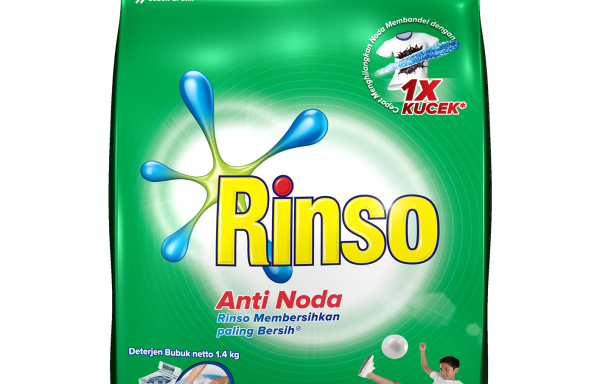 Cepat Menghilangkan Noda Membandel dengan
1X
KUCEK*
Rinso
Anti Noda
Rinso Membersihkan
paling Bersih®
Deterjen Bubuk netto 1.4 kg